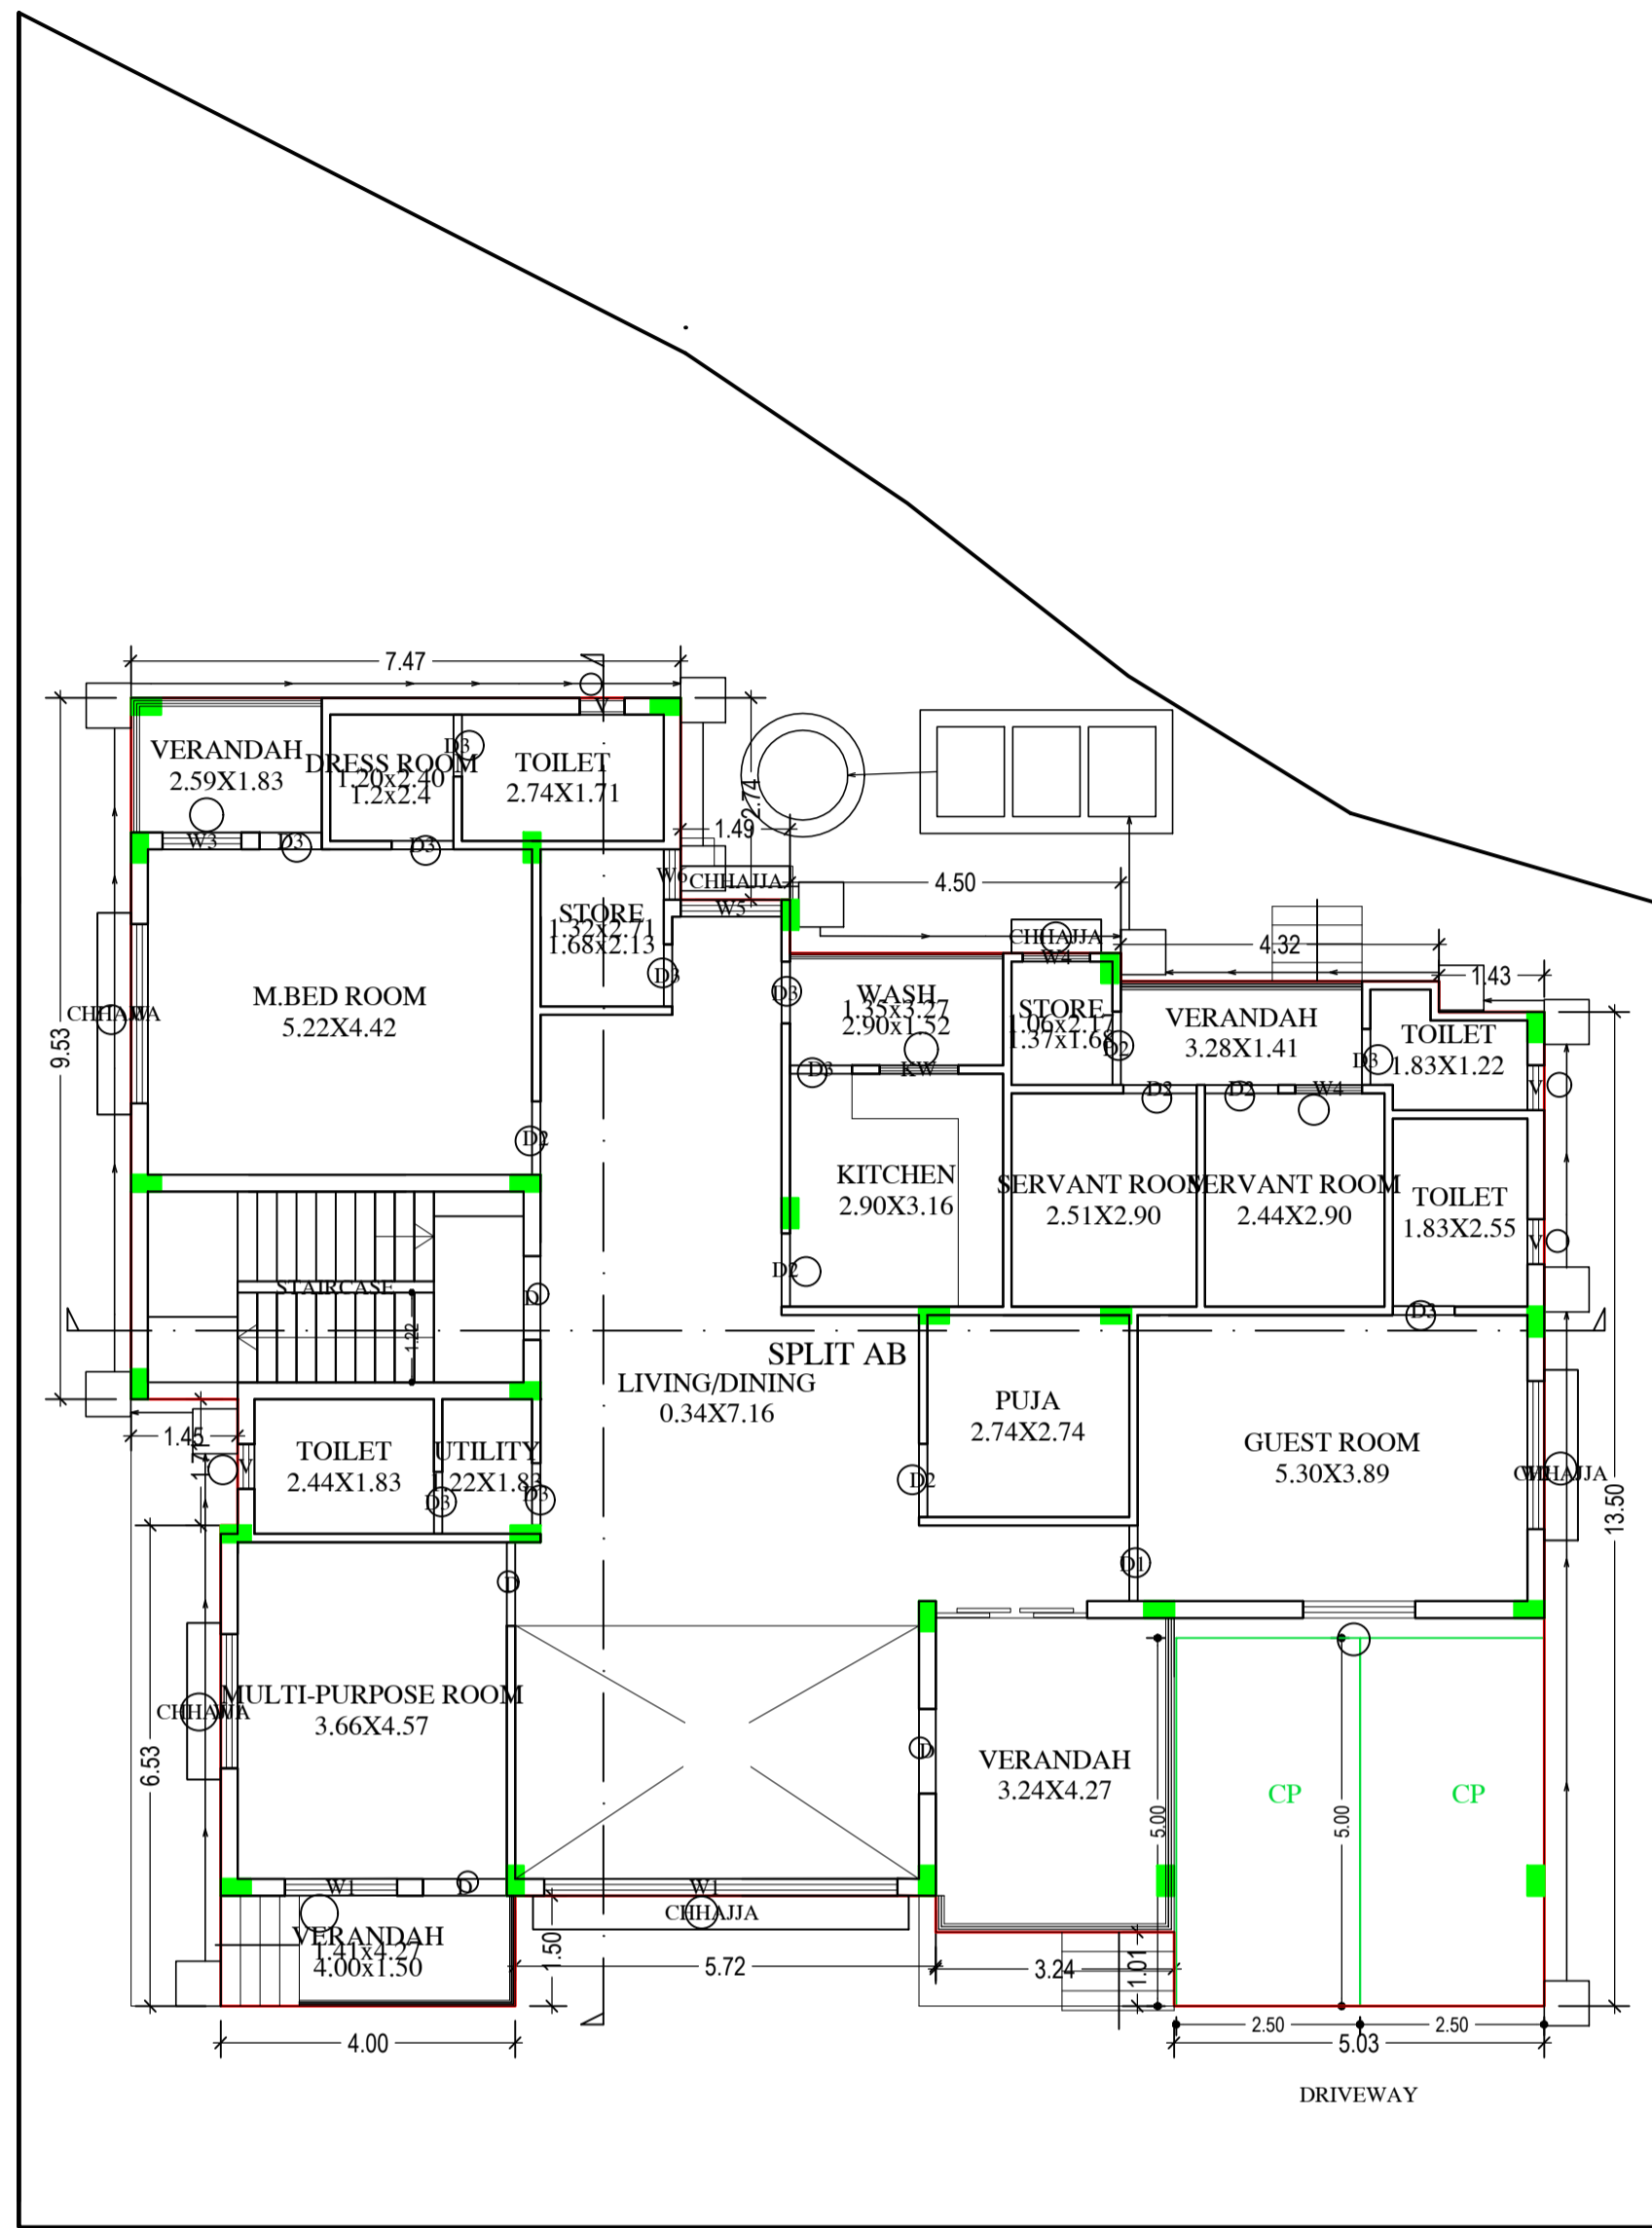 7.47
V
VERANDAH
2.59X1.83
DRESS ROOM
1.20x2.40
1.2x2.4
D3
TOILET
2.74X1.71
2.74
W3
D3
D3
1.49
W6
CHHAJJA
W5
4.50
STORE
1.32x2.71
1.68x2.13
D3
D3
CHHAJJA
W4
4.32
1.43
M.BED ROOM
5.22X4.42
CHHAJJA
9.53
WASH
1.35x3.27
2.90x1.52
STORE
1.06x2.17
1.37x1.68
D2
VERANDAH
3.28X1.41
D3
TOILET
1.83X1.22
D3
KW
D2
D2
W4
V
D2
KITCHEN
2.90X3.16
SERVANT ROOM
2.51X2.90
SERVANT ROOM
2.44X2.90
TOILET
1.83X2.55
V
STAIRCASE
D
D2
1.22
D3
SPLIT AB
LIVING/DINING
0.34X7.16
PUJA
2.74X2.74
GUEST ROOM
5.30X3.89
1.45
TOILET
2.44X1.83
UTILITY
1.22X1.83
V
D3
D3
D2
CHHAJJA
13.50
D
D1
MULTI-PURPOSE ROOM
3.66X4.57
CHHAJJA
6.53
D
VERANDAH
3.24X4.27
5.00
5.00
CP
CP
W1
D
W1
CHHAJJA
VERANDAH
1.41x4.27
4.00x1.50
1.50
5.72
3.24
1.01
4.00
2.50
2.50
5.03
DRIVEWAY